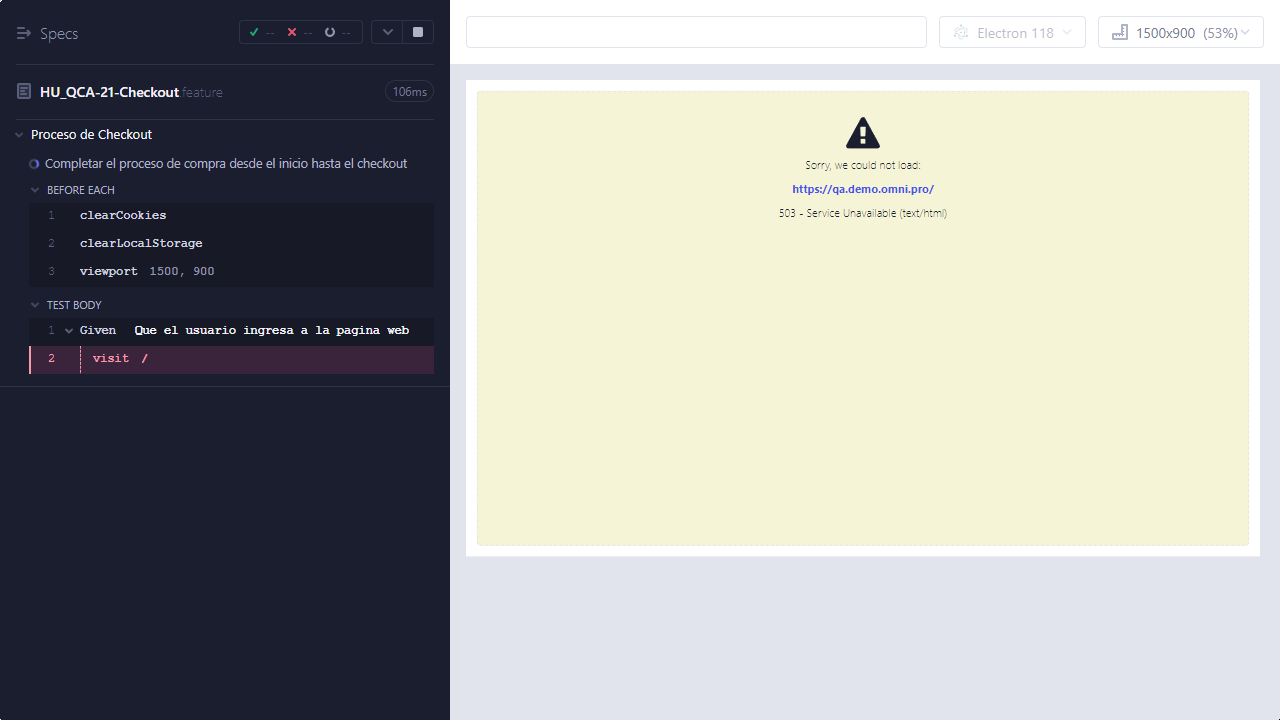 Specs
-- -- --
HU_QCA-21-Checkout.feature 106ms
Proceso de Checkout
Completar el proceso de compra desde el inicio hasta el checkout
BEFORE EACH
1 clearCookies
2 clearLocalStorage
3 viewport 1500, 900
TEST BODY
1 Given Que el usuario ingresa a la pagina web
2 visit /
Electron 118
1500x900 (53%)
Sorry, we could not load:
https://qa.demo.omni.pro/
503 - Service Unavailable (text/html)